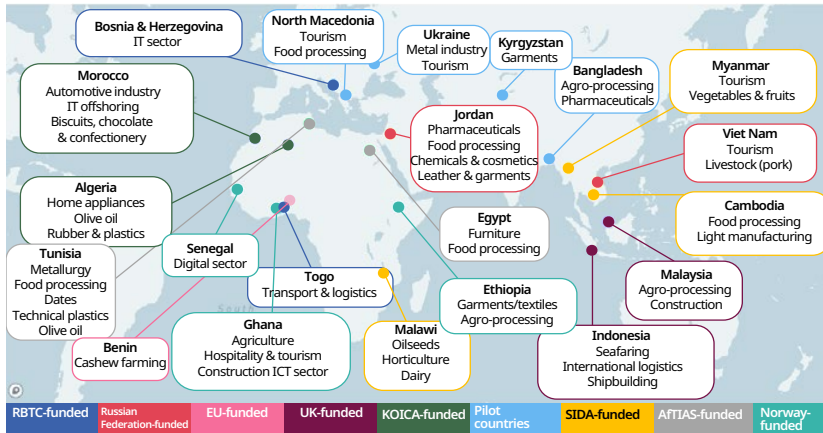 Bosnia & Herzegovina
IT sector
North Macedonia
Tourism
Food processing
Ukraine
Metal industry
Tourism
Kyrgyzstan
Garments
Bangladesh
Agro-processing
Pharmaceuticals
Myanmar
Tourism
Vegetables & fruits
Morocco
Automotive industry
IT offshoring
Biscuits, chocolate
& confectionery
Jordan
Pharmaceuticals
Food processing
Chemicals & cosmetics
Leather & garments
Viet Nam
Tourism
Livestock (pork)
Algeria
Home appliances
Olive oil
Rubber & plastics
Cambodia
Food processing
Light manufacturing
Egypt
Furniture
Food processing
Senegal
Digital sector
Tunisia
Metallurgy
Food processing
Dates
Technical plastics
Olive oil
Togo
Transport & logistics
Malaysia
Agro-processing
Construction
Ethiopia
Garments/textiles
Agro-processing
South
Ghana
Agriculture
Hospitality & tourism
Construction ICT sector
Malawi
Oilseeds
Horticulture
Dairy
Indonesia
Seafaring
International logistics
Shipbuilding
Benin
Cashew farming
RBTC-funded
Russian
Federation-funded
EU-funded
UK-funded
KOICA-funded
Pilot
countries
SIDA-funded
AfTIAS-funded
Norway-
funded